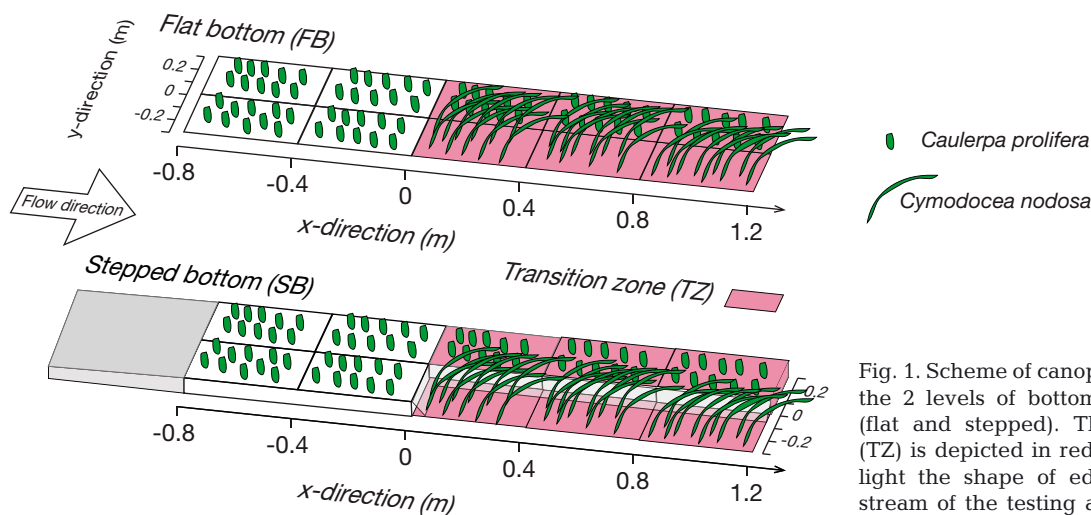 Flat bottom (FB)
y-direction (m)
0.2
0
-0.2
-0.8
-0.4
0
0.4
0.8
1.2
x-direction (m)
Flow direction
Caulerpa prolifera
Cymodocea nodosa
Stepped bottom (SB)
Transition zone (TZ)
0.2
0
-0.2
-0.8
-0.4
0
0.4
0.8
1.2
x-direction (m)
Fig. 1. Scheme of
the 2 levels of bottom
(flat and stepped).
(TZ) is depicted in red
light the shape of
stream of the testing